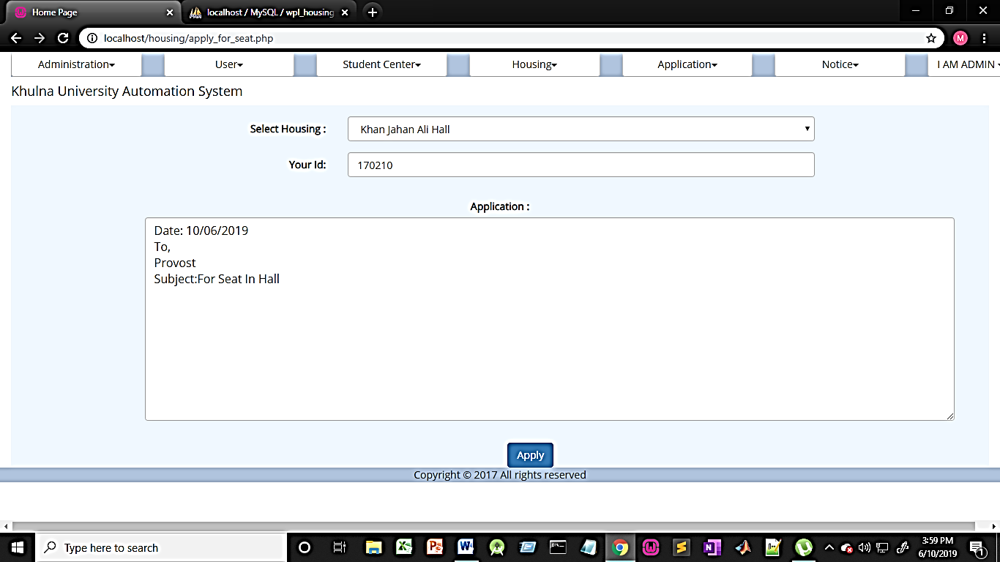 Home Page
localhost / MySQL / wpl_housing
localhost/housing/apply_for_seat.php
M
Administration
User
Student Center
Housing
Application
Notice
I AM ADMIN
Khulna University Automation System
Select Housing :
Khan Jahan Ali Hall
Your Id:
170210
Application :
Date: 10/06/2019
To,
Provost
Subject:For Seat In Hall
Apply
Copyright © 2017 All rights reserved
Type here to search
3:59 PM
6/10/2019
1